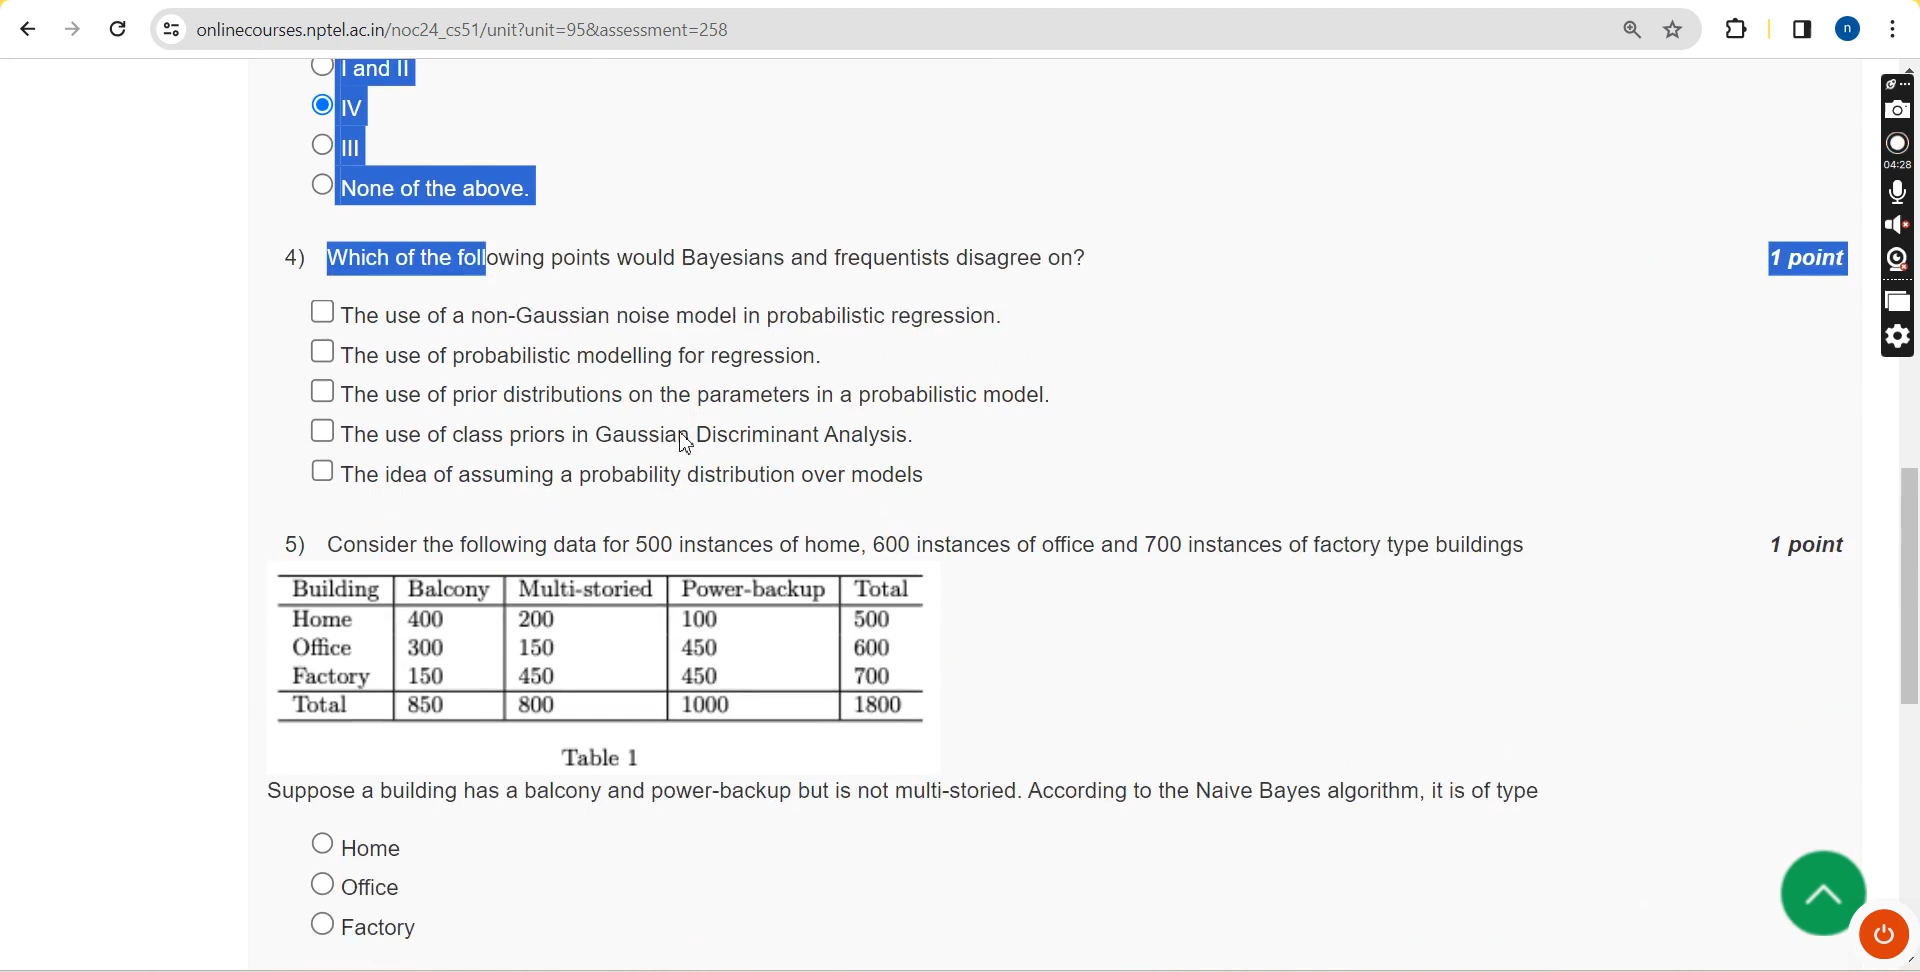 onlinecourses.nptel.ac.in/noc24_cs51/unit?unit=95&assessment=258
n
I and II
IV
III
None of the above.
04:28
4) Which of the following points would Bayesians and frequentists disagree on? 1 point
The use of a non-Gaussian noise model in probabilistic regression.
The use of probabilistic modelling for regression.
The use of prior distributions on the parameters in a probabilistic model.
The use of class priors in Gaussian Discriminant Analysis.
The idea of assuming a probability distribution over models
5) Consider the following data for 500 instances of home, 600 instances of office and 700 instances of factory type buildings 1 point
Building Balcony Multi-storied Power-backup Total
Home 400 200 100 500
Office 300 150 450 600
Factory 150 450 450 700
Total 850 800 1000 1800
Table 1
Suppose a building has a balcony and power-backup but is not multi-storied. According to the Naive Bayes algorithm, it is of type
Home
Office
Factory